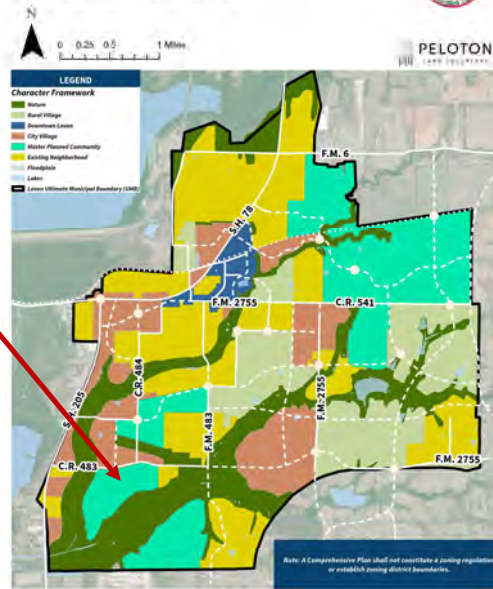 N
0 0.25 0.5 1 Miles
PELOTON
LAND SOLUTIONS
LEGEND
Character Framework
Nature
Rural Village
Downtown Lavon
City Village
Master Planned Community
Existing Neighborhood
Floodplain
Lakes
Lavon Ultimate Municipal Boundary (UMB)
F.M. 6
S.H. 78
F.M. 2755
C.R. 541
C.R. 484
S.H. 205
F.M. 483
F.M. 2755
C.R. 483
F.M. 2755
Note: A Comprehensive Plan shall not constitute a zoning regulation
or establish zoning district boundaries.